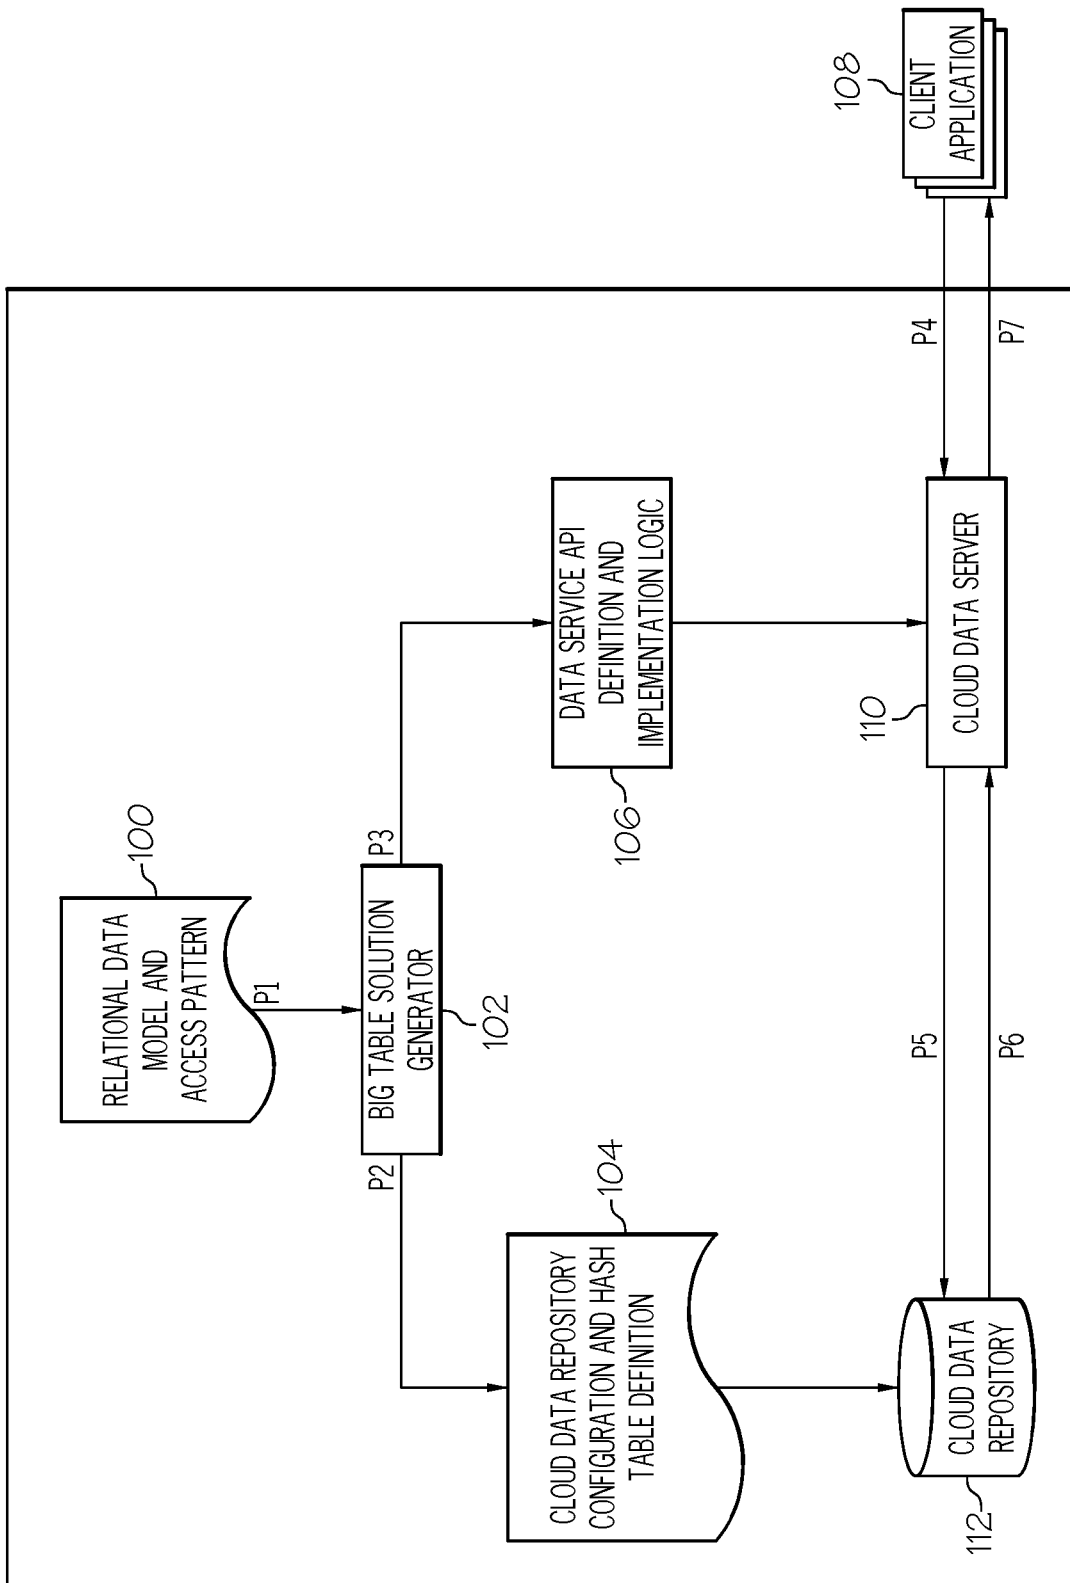 RELATIONAL DATA
MODEL AND
ACCESS PATTERN
100
P1
P2
BIG TABLE SOLUTION
GENERATOR
P3
102
CLOUD DATA REPOSITORY
CONFIGURATION AND HASH
TABLE DEFINITION
104
DATA SERVICE API
DEFINITION AND
IMPLEMENTATION LOGIC
106
CLIENT
APPLICATION
108
CLOUD DATA
REPOSITORY
112
P5
P6
CLOUD DATA SERVER
110
P4
P7